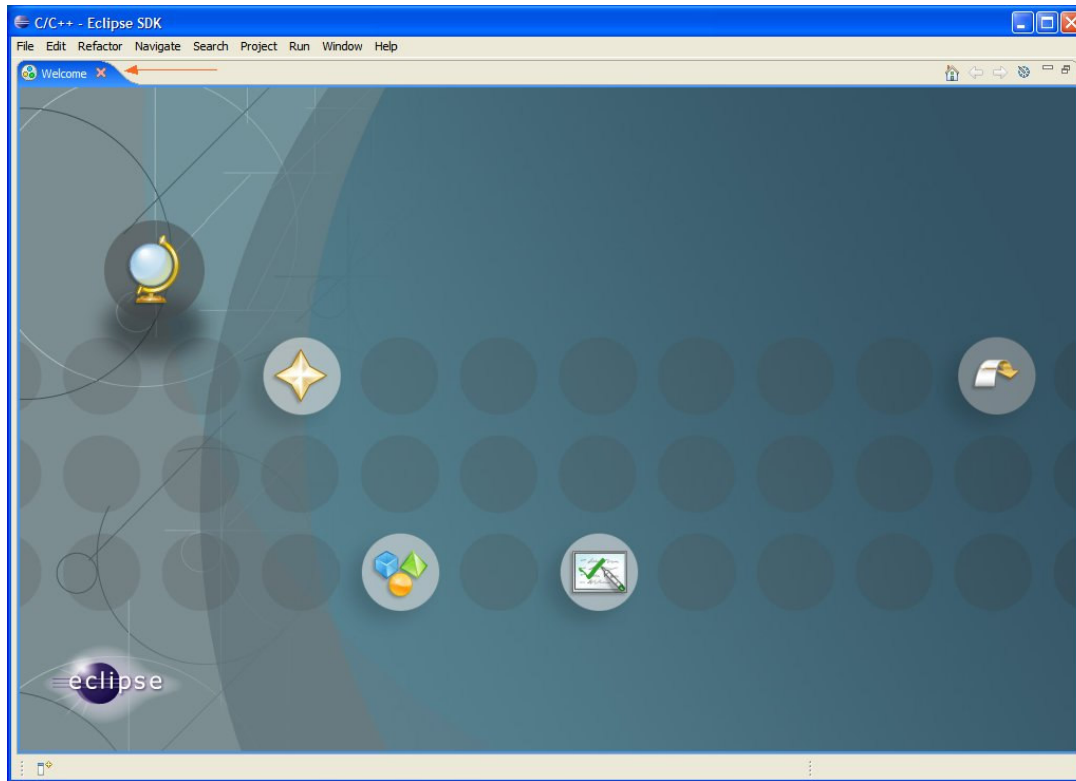 C/C++ - Eclipse SDK
File Edit Refactor Navigate Search Project Run Window Help
Welcome
eclipse